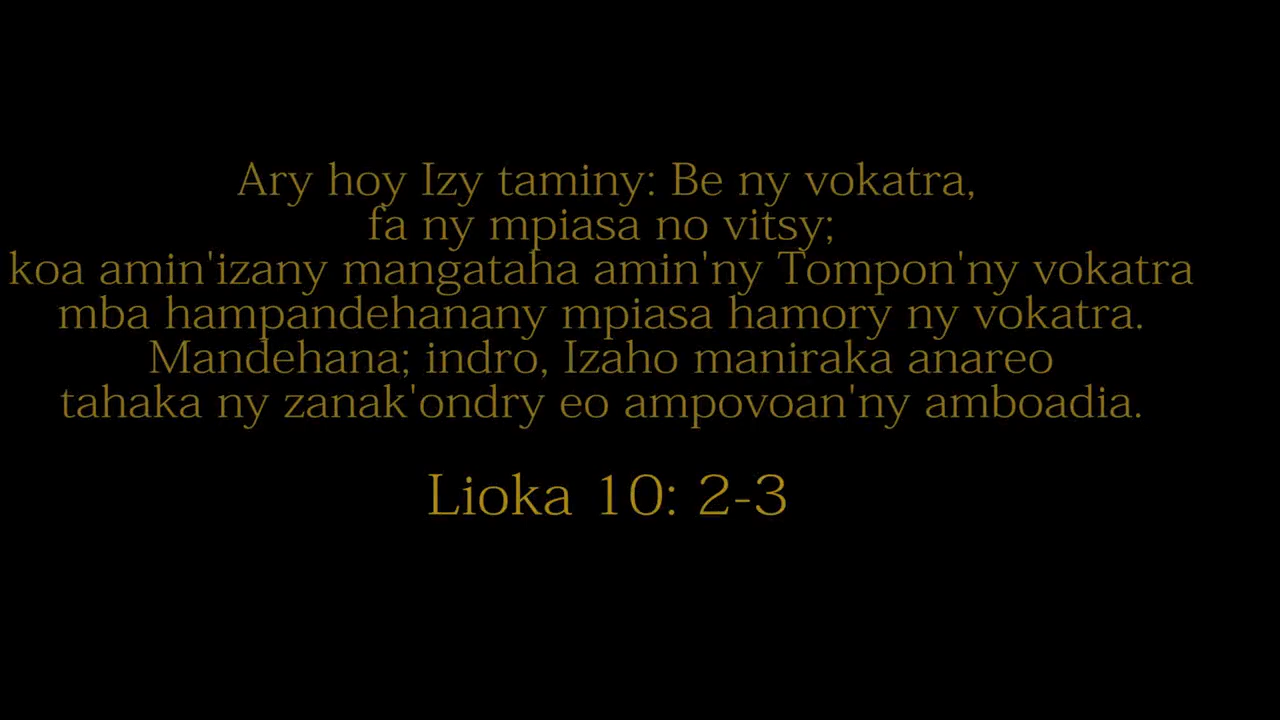 Ary hoy Izy taminy: Be ny vokatra,
fa ny mpiasa no vitsy;
koa amin'izany mangataha amin'ny Tompon'ny vokatra
mba hampandehanany mpiasa hamory ny vokatra.
Mandehana; indro, Izaho maniraka anareo
tahaka ny zanak'ondry eo ampovoan'ny amboadia.
Lioka 10: 2-3